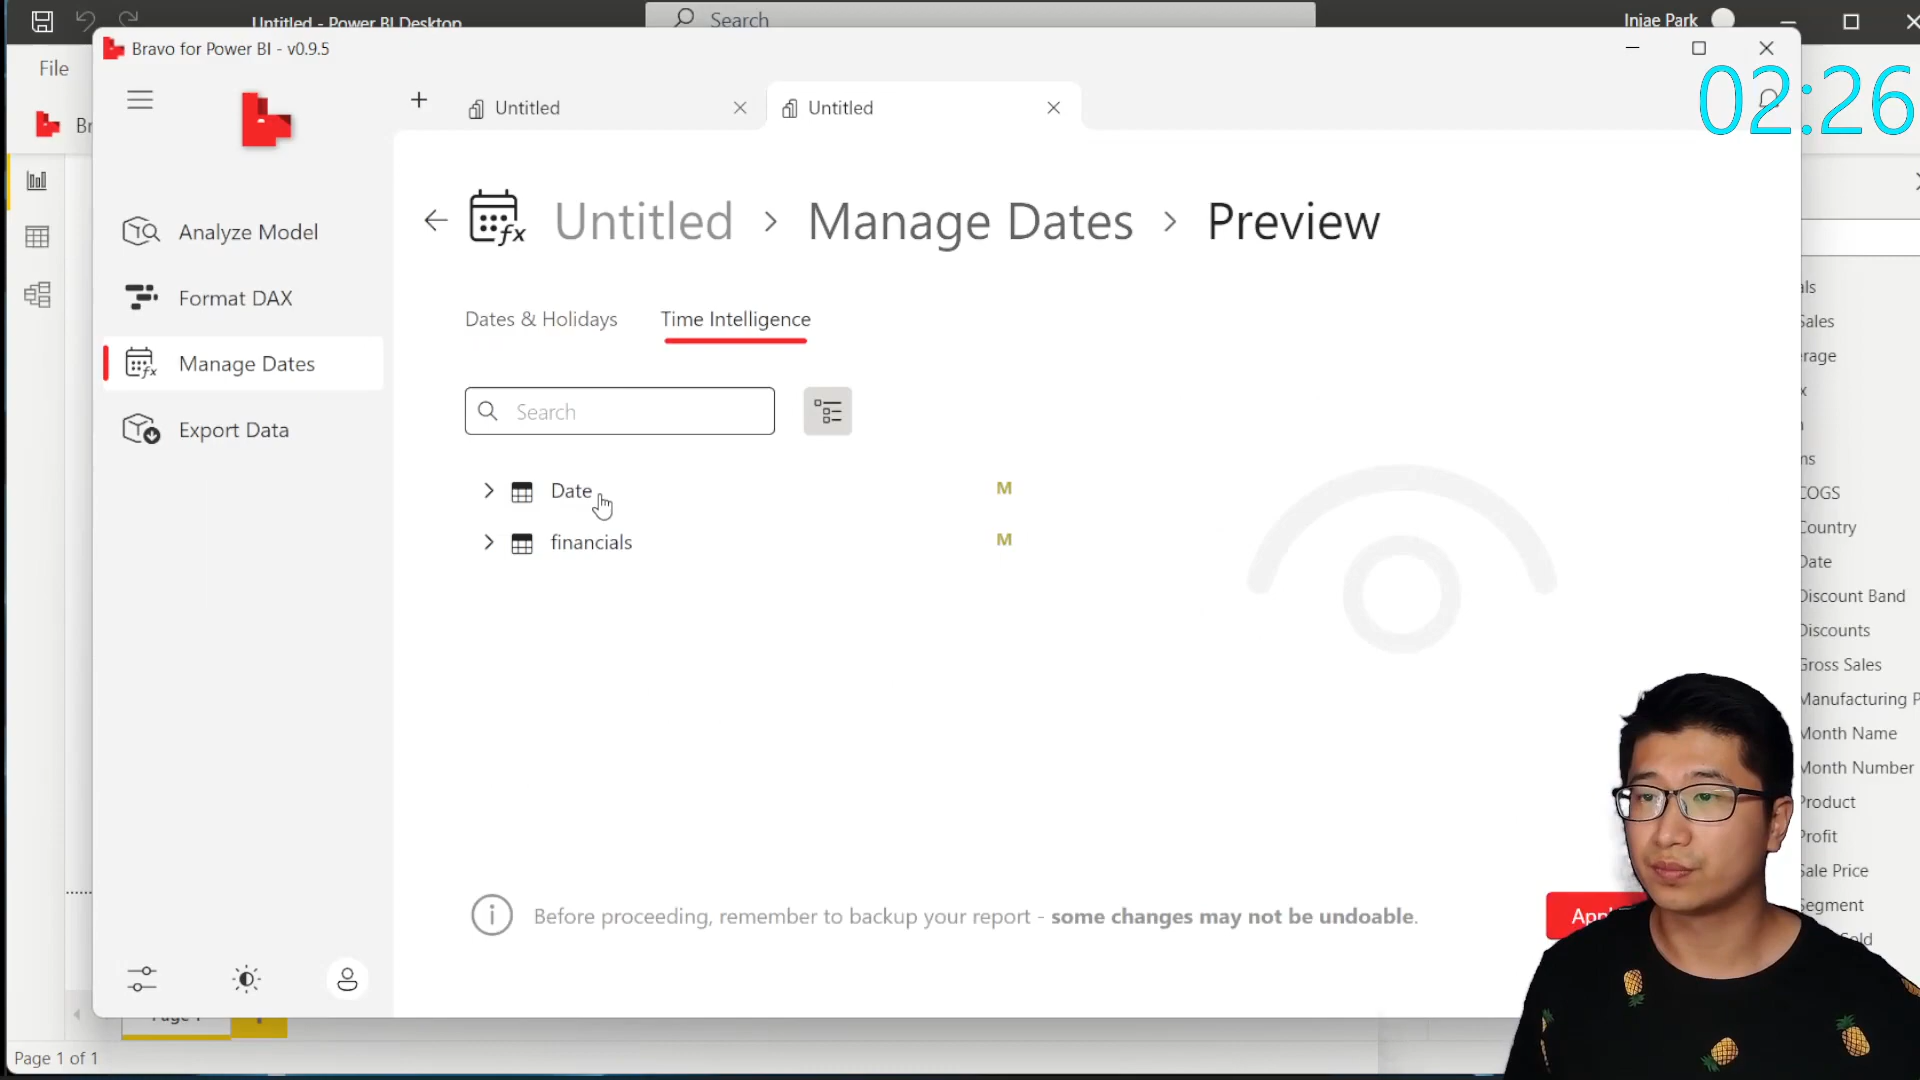 Untitled - Power BI Desktop
Search
Injae Park
Bravo for Power BI - v0.9.5
File
02:26
Untitled
Untitled
Untitled > Manage Dates > Preview
Analyze Model
Format DAX
Manage Dates
Export Data
Dates & Holidays
Time Intelligence
Search
Date
M
financials
M
Sales
COGS
Country
Date
Discount Band
Discounts
Gross Sales
Manufacturing P
Month Name
Month Number
Product
Profit
Sale Price
Segment
Before proceeding, remember to backup your report - some changes may not be undoable.
Page 1
Page 1 of 1